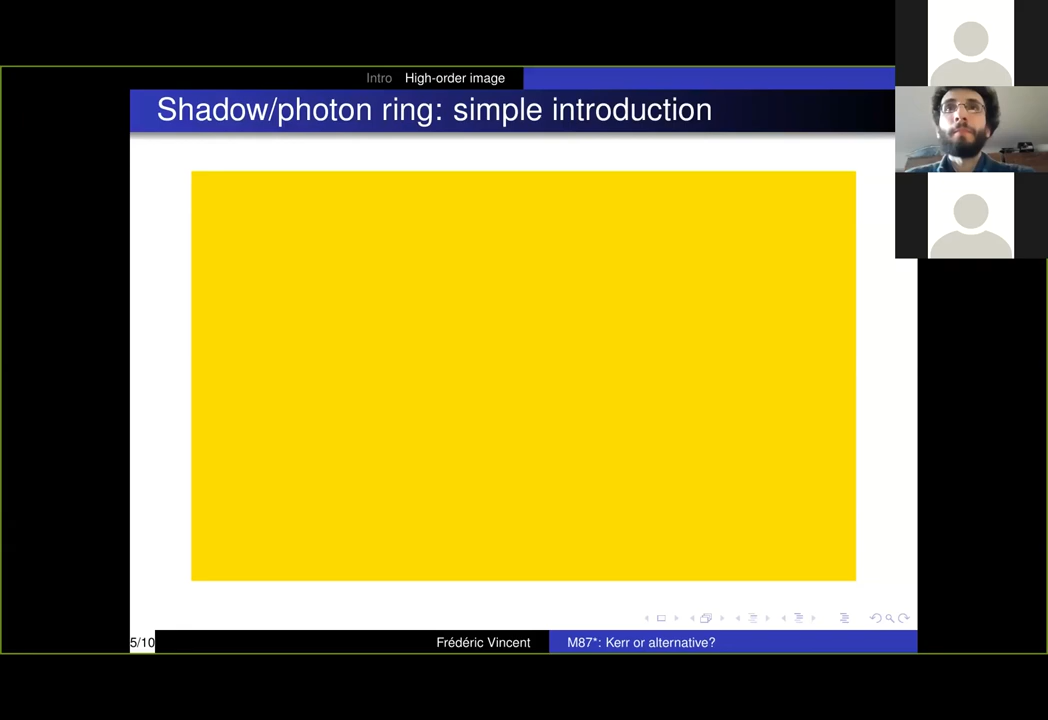 Intro High-order image
Shadow/photon ring: simple introduction
5/10 Frédéric Vincent M87*: Kerr or alternative?